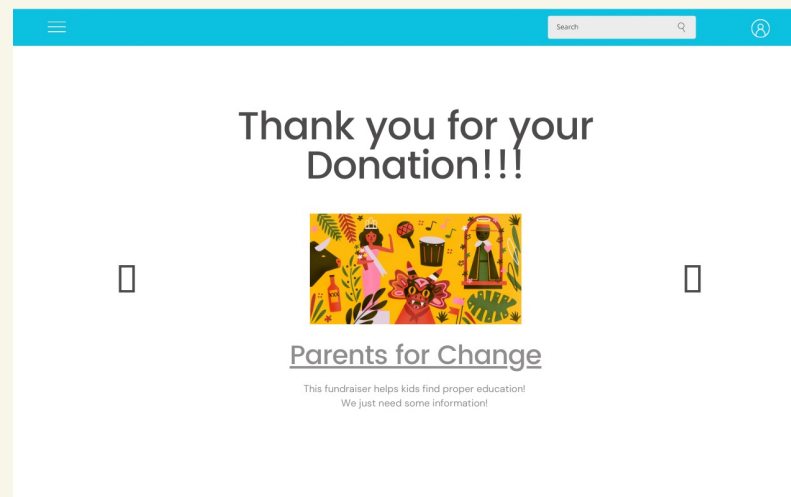 Search
Thank you for your
Donation!!!
Parents for Change
This fundraiser helps kids find proper education!
We just need some information!